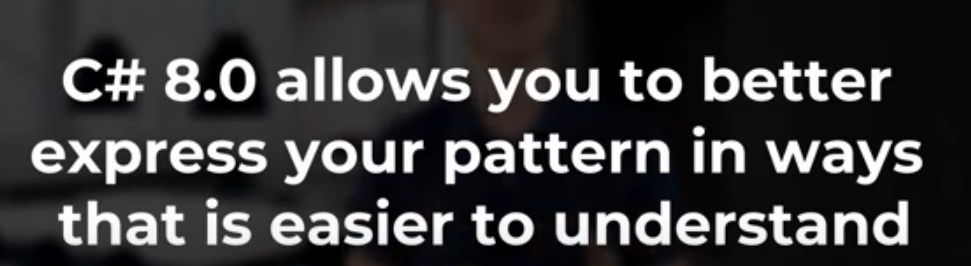 C# 8.0 allows you to better
express your pattern in ways
that is easier to understand